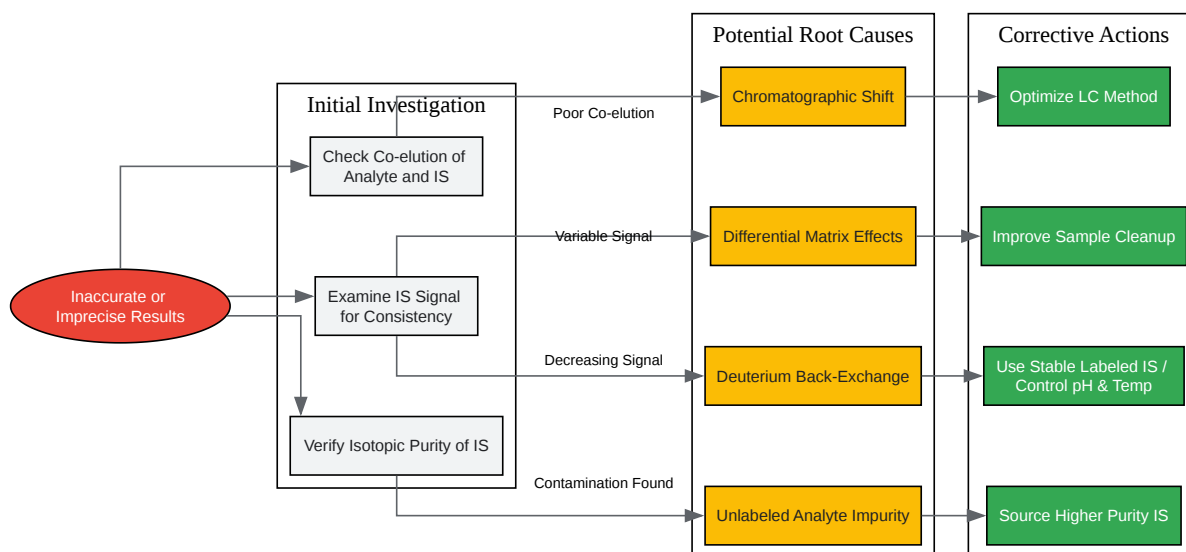 Potential Root Causes
Corrective Actions
Initial Investigation
Chromatographic Shift
Optimize LC Method
Poor Co-elution
Check Co-elution of
Analyte and IS
Variable Signal
Differential Matrix Effects
Improve Sample Cleanup
Inaccurate or
Imprecise Results
Examine IS Signal
for Consistency
Decreasing Signal
Deuterium Back-Exchange
Use Stable Labeled IS /
Control pH & Temp
Verify Isotopic Purity of IS
Contamination Found
Unlabeled Analyte Impurity
Source Higher Purity IS